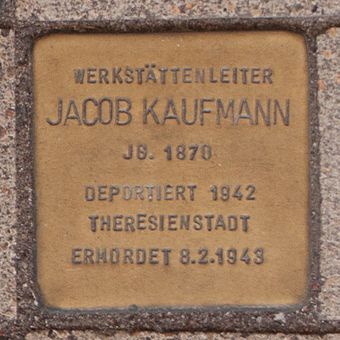 WERKSTÄTTENLEITER
JACOB KAUFMANN
JG. 1870
DEPORTIERT 1942
THERESIENSTADT
ERMORDET 8.2.1943